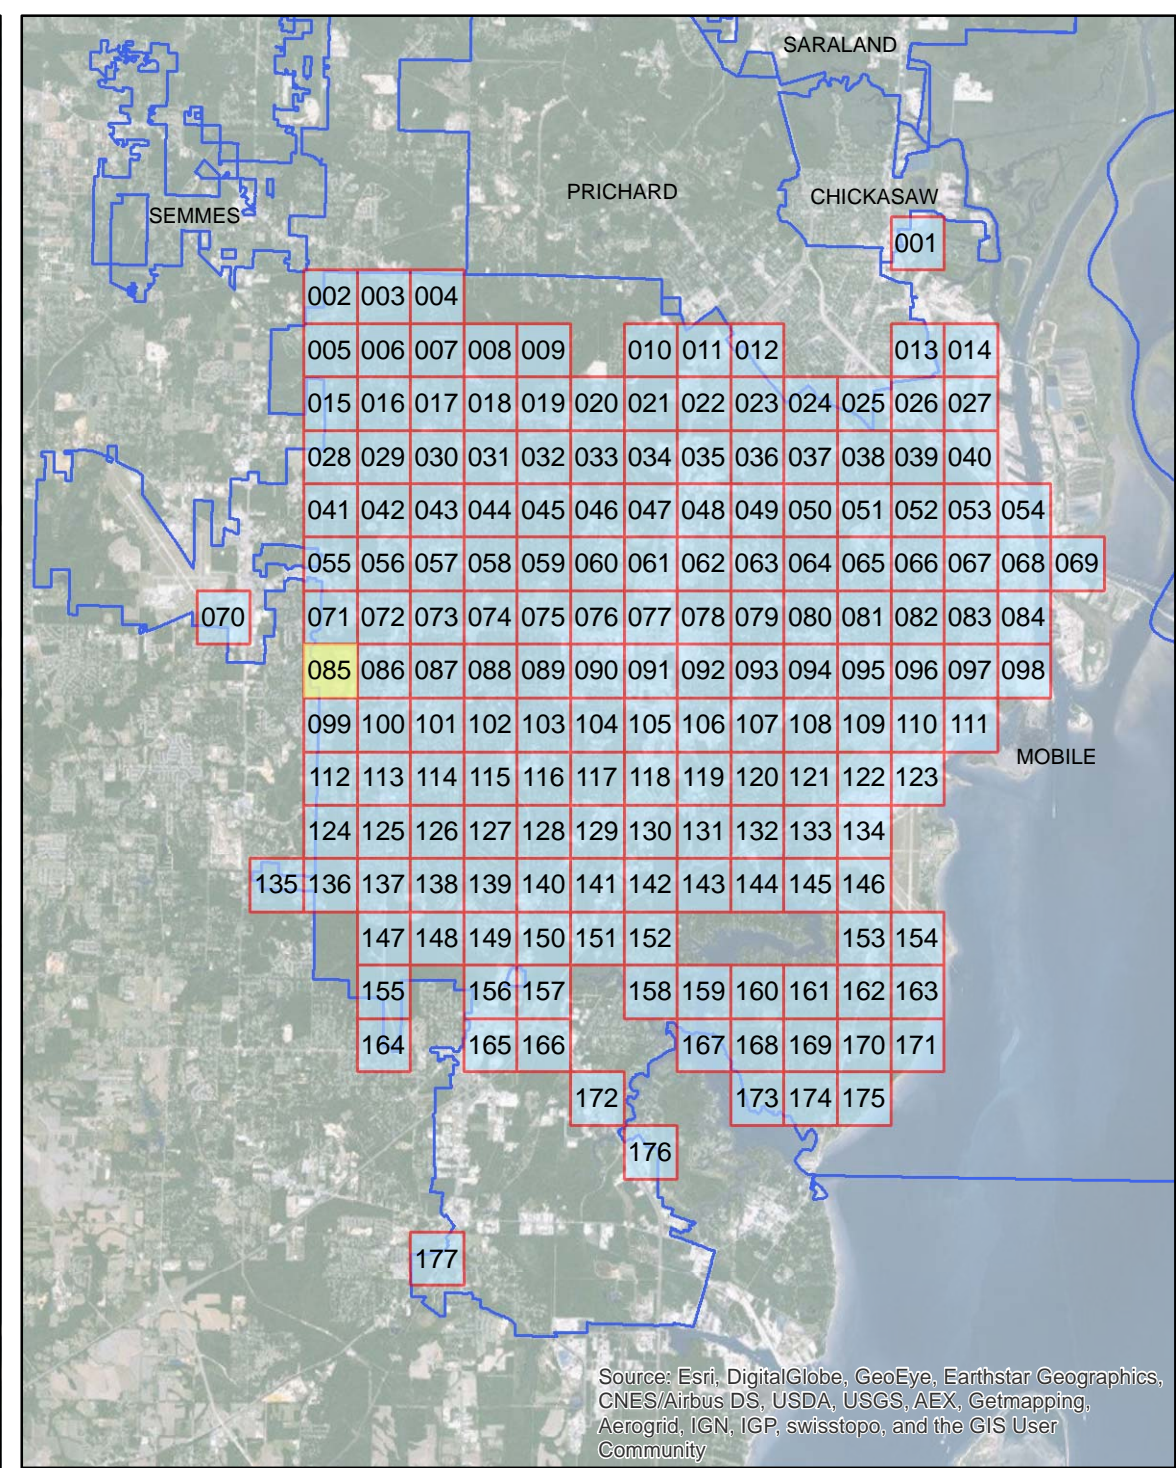 SARALAND
PRICHARD
CHICKASAW
SEMMES
001
002 003 004
005 006 007 008 009 010 011 012 013 014
015 016 017 018 019 020 021 022 023 024 025 026 027
028 029 030 031 032 033 034 035 036 037 038 039 040
041 042 043 044 045 046 047 048 049 050 051 052 053 054
055 056 057 058 059 060 061 062 063 064 065 066 067 068 069
070 071 072 073 074 075 076 077 078 079 080 081 082 083 084
085 086 087 088 089 090 091 092 093 094 095 096 097 098
099 100 101 102 103 104 105 106 107 108 109 110 111
MOBILE
112 113 114 115 116 117 118 119 120 121 122 123
124 125 126 127 128 129 130 131 132 133 134
135 136 137 138 139 140 141 142 143 144 145 146
147 148 149 150 151 152 153 154
155 156 157 158 159 160 161 162 163
164 165 166 167 168 169 170 171
172 173 174 175
176
177
Source: Esri, DigitalGlobe, GeoEye, Earthstar Geographics,
CNES/Airbus DS, USDA, USGS, AEX, Getmapping,
Aerogrid, IGN, IGP, swisstopo, and the GIS User
Community